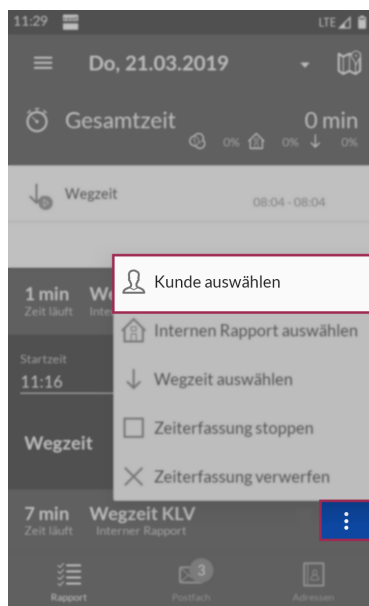 11:29 LTE
Do, 21.03.2019
Gesamtzeit 0 min
0% 0% 0%
Wegzeit 08:04 - 08:04
Kunde auswählen
1 min We
Zeit läuft Inte
Internen Rapport auswählen
Startzeit
11:16
Wegzeit auswählen
Zeiterfassung stoppen
Wegzeit
Zeiterfassung verwerfen
7 min Wegzeit KLV
Zeit läuft Interner Rapport
3
Rapport Postfach Adressen